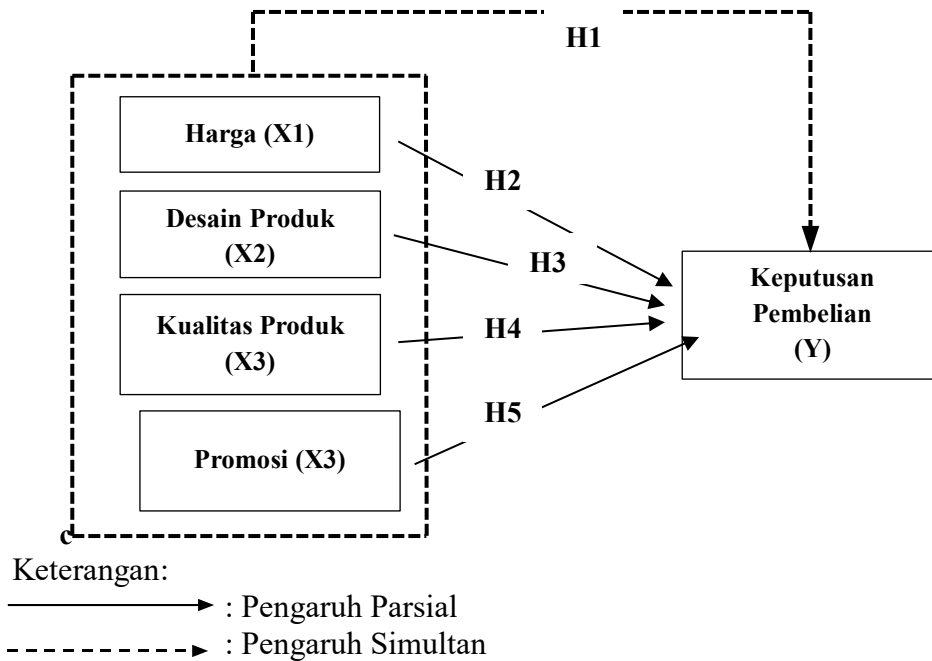 H1
Harga (X1)
H2
Desain Produk
(X2)
H3
Kualitas Produk
(X3)
H4
Promosi (X3)
H5
Keputusan
Pembelian
(Y)
c
Keterangan:
: Pengaruh Parsial
: Pengaruh Simultan